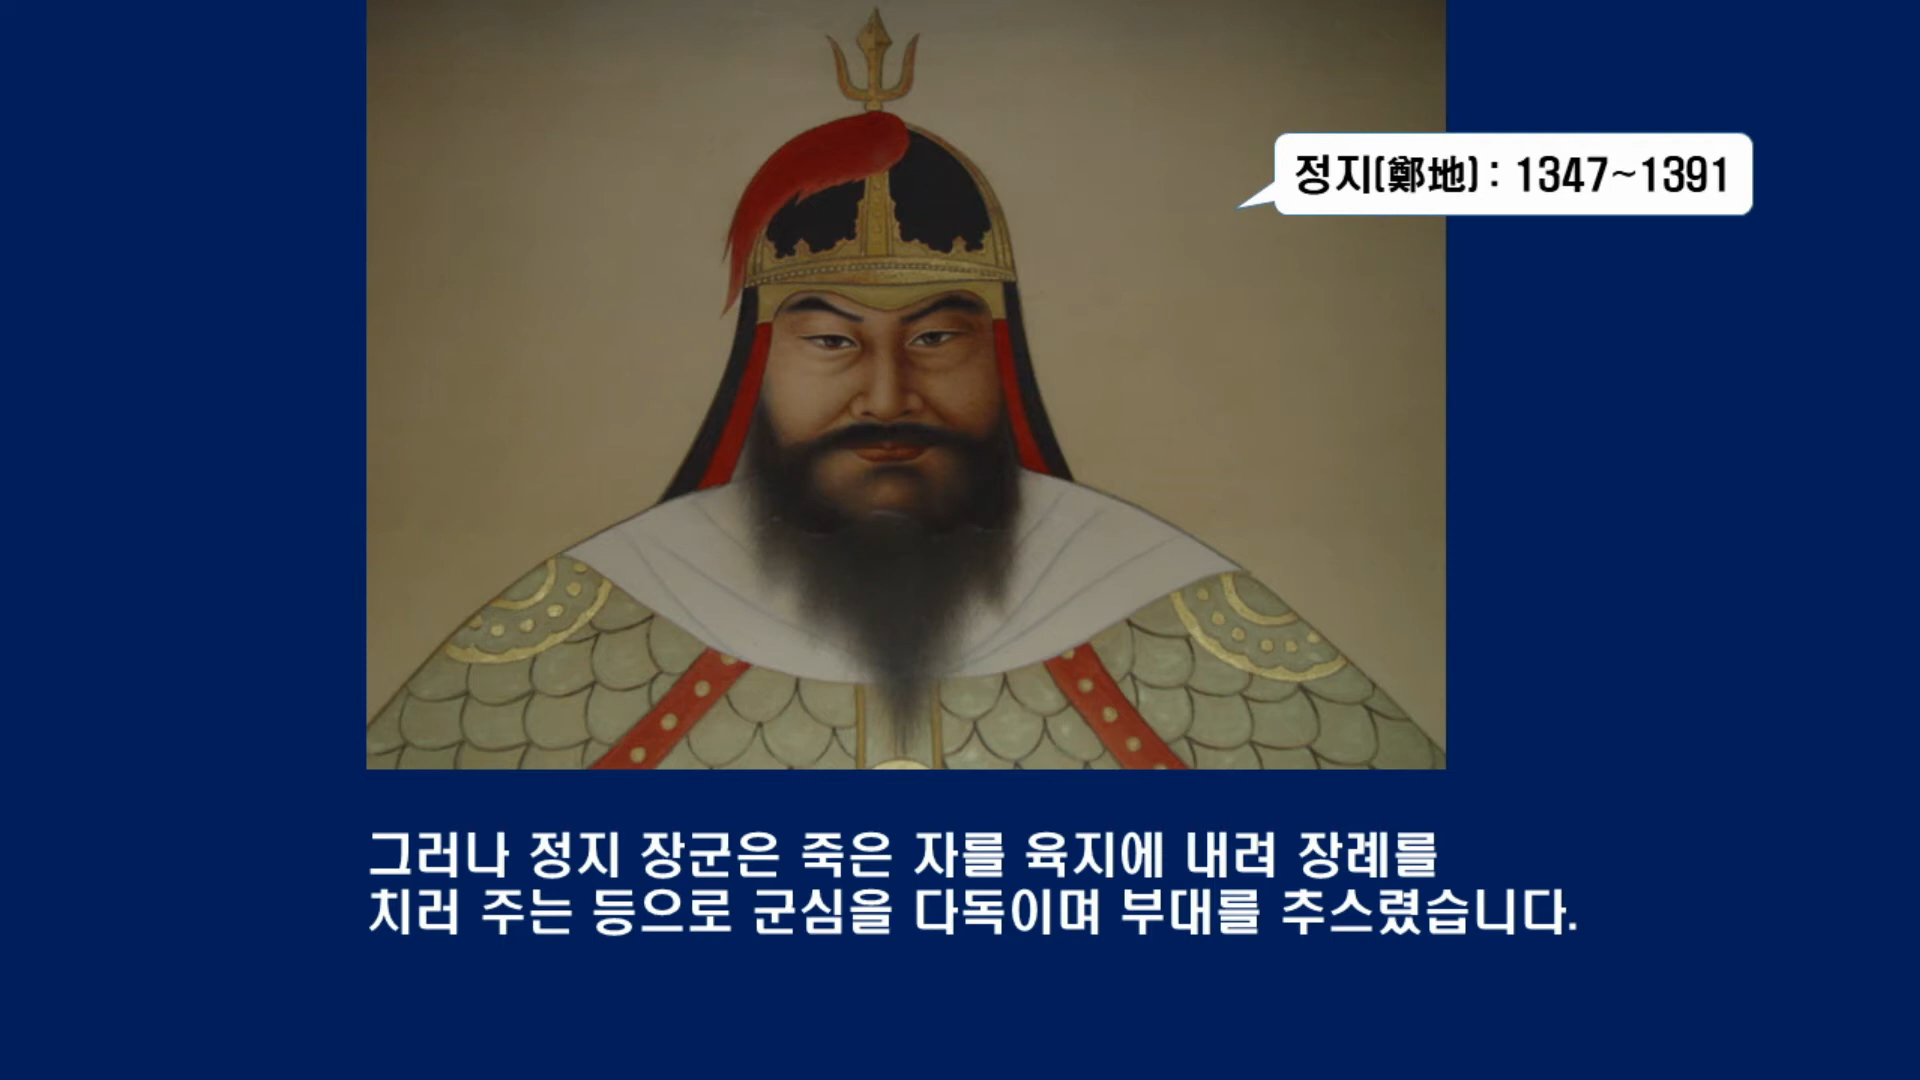 정지(鄭地) : 1347~1391
그러나 정지 장군은 죽은 자를 육지에 내려 장례를
치러 주는 등으로 군심을 다독이며 부대를 추스렸습니다.